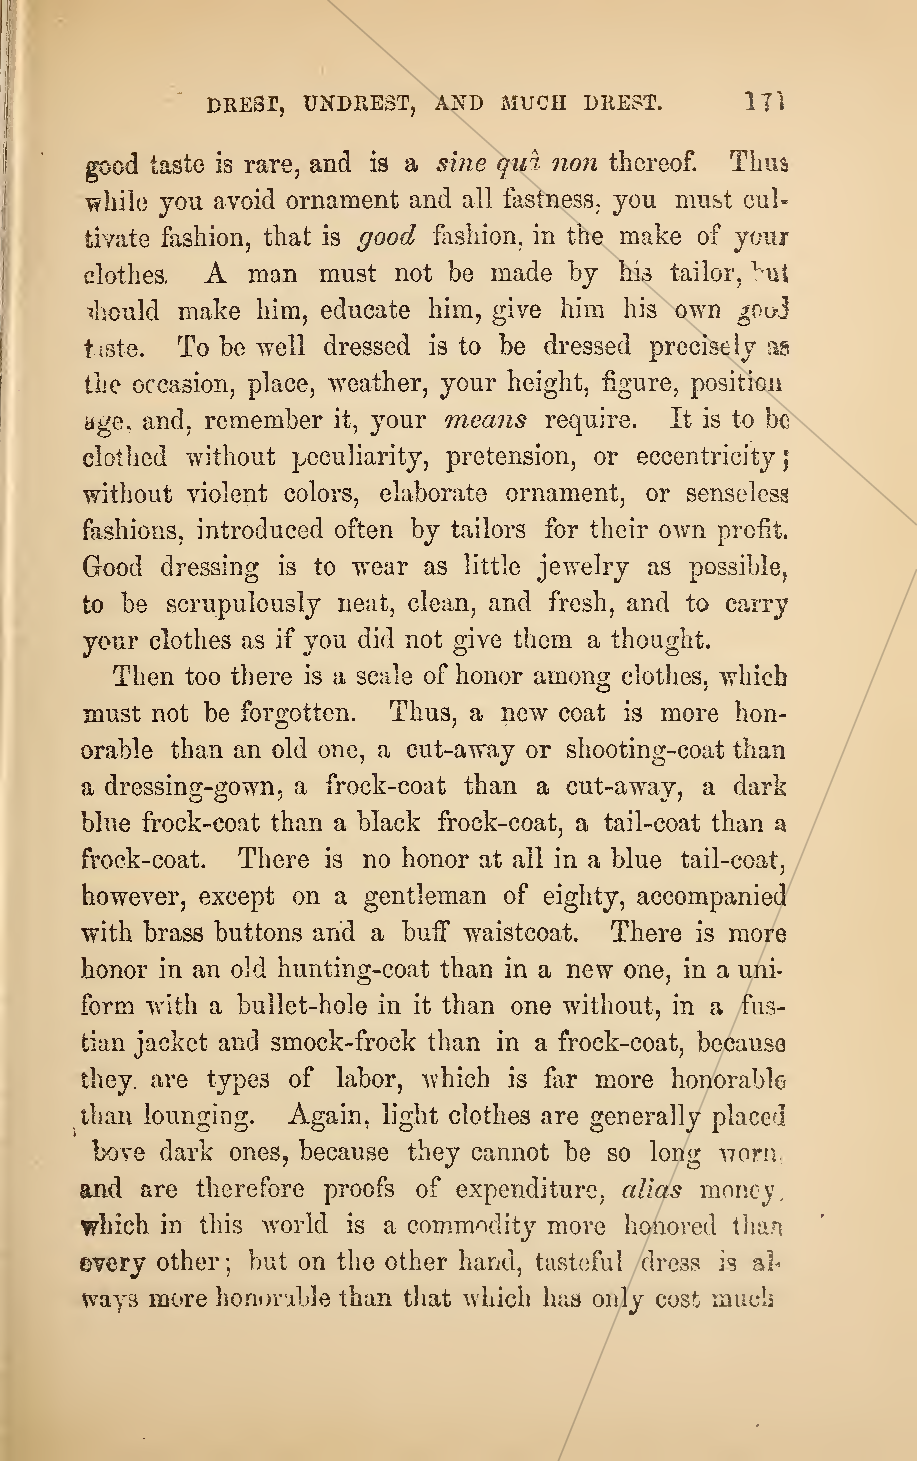 DREST, UNDREST, AND MUCH DREST. 171
good taste is rare, and is a sine quâ non thereof. Thus
while you avoid ornament and all fastness, you must cul-
tivate fashion, that is good fashion, in the make of your
clothes. A man must not be made by his tailor, but
should make him, educate him, give him his own good
taste. To be well dressed is to be dressed precisely as
the occasion, place, weather, your height, figure, position
age, and, remember it, your means require. It is to be
clothed without peculiarity, pretension, or eccentricity;
without violent colors, elaborate ornament, or senseless
fashions, introduced often by tailors for their own profit.
Good dressing is to wear as little jewelry as possible,
to be scrupulously neat, clean, and fresh, and to carry
your clothes as if you did not give them a thought.
Then too there is a scale of honor among clothes, which
must not be forgotten. Thus, a new coat is more hon-
orable than an old one, a cut-away or shooting-coat than
a dressing-gown, a frock-coat than a cut-away, a dark
blue frock-coat than a black frock-coat, a tail-coat than a
frock-coat. There is no honor at all in a blue tail-coat,
however, except on a gentleman of eighty, accompanied
with brass buttons and a buff waistcoat. There is more
honor in an old hunting-coat than in a new one, in a uni-
form with a bullet-hole in it than one without, in a fus-
tian jacket and smock-frock than in a frock-coat, because
they are types of labor, which is far more honorable
than lounging. Again, light clothes are generally placed
bove dark ones, because they cannot be so long worn,
and are therefore proofs of expenditure, alias money,
which in this world is a commodity more honored than
every other; but on the other hand, tasteful dress is al-
ways more honorable than that which has only cost much